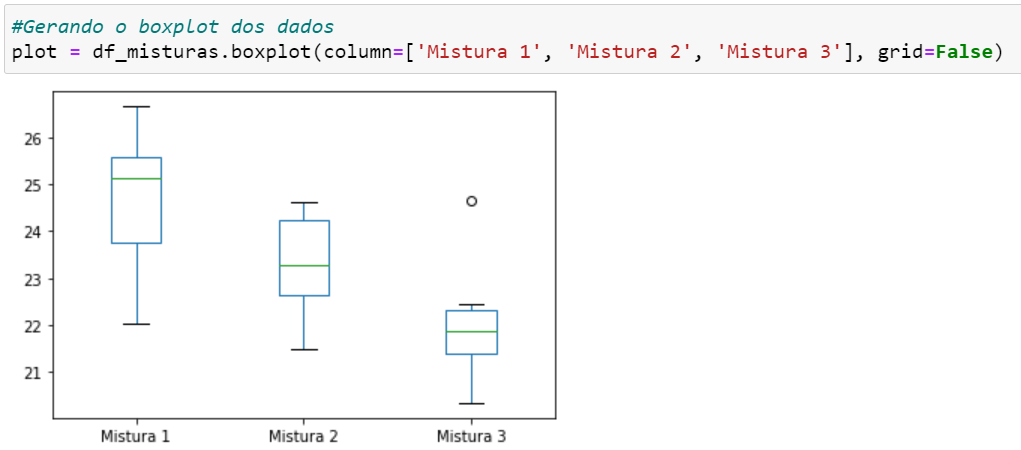 #Gerando o boxplot dos dados
plot = df_misturas.boxplot(column=['Mistura 1', 'Mistura 2', 'Mistura 3'], grid=False)
26
25
24
23
22
21
Mistura 1 Mistura 2 Mistura 3